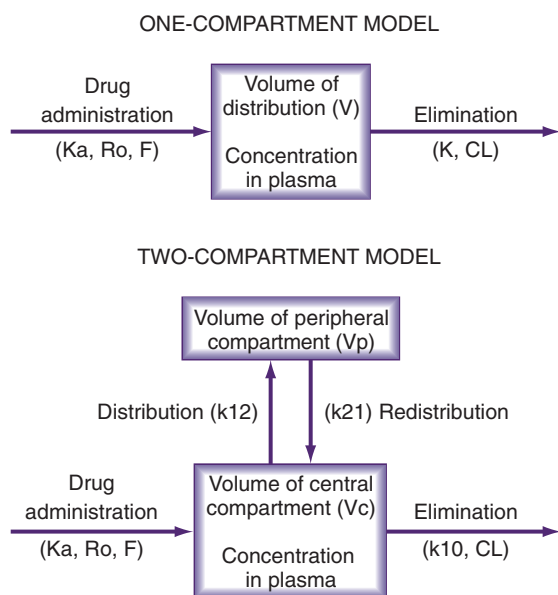 ONE-COMPARTMENT MODEL
Drug
administration
(Ka, Ro, F)
Volume of
distribution (V)
Concentration
in plasma
Elimination
(K, CL)
TWO-COMPARTMENT MODEL
Volume of peripheral
compartment (Vp)
Distribution (k12)
(k21) Redistribution
Drug
administration
(Ka, Ro, F)
Volume of central
compartment (Vc)
Concentration
in plasma
Elimination
(k10, CL)